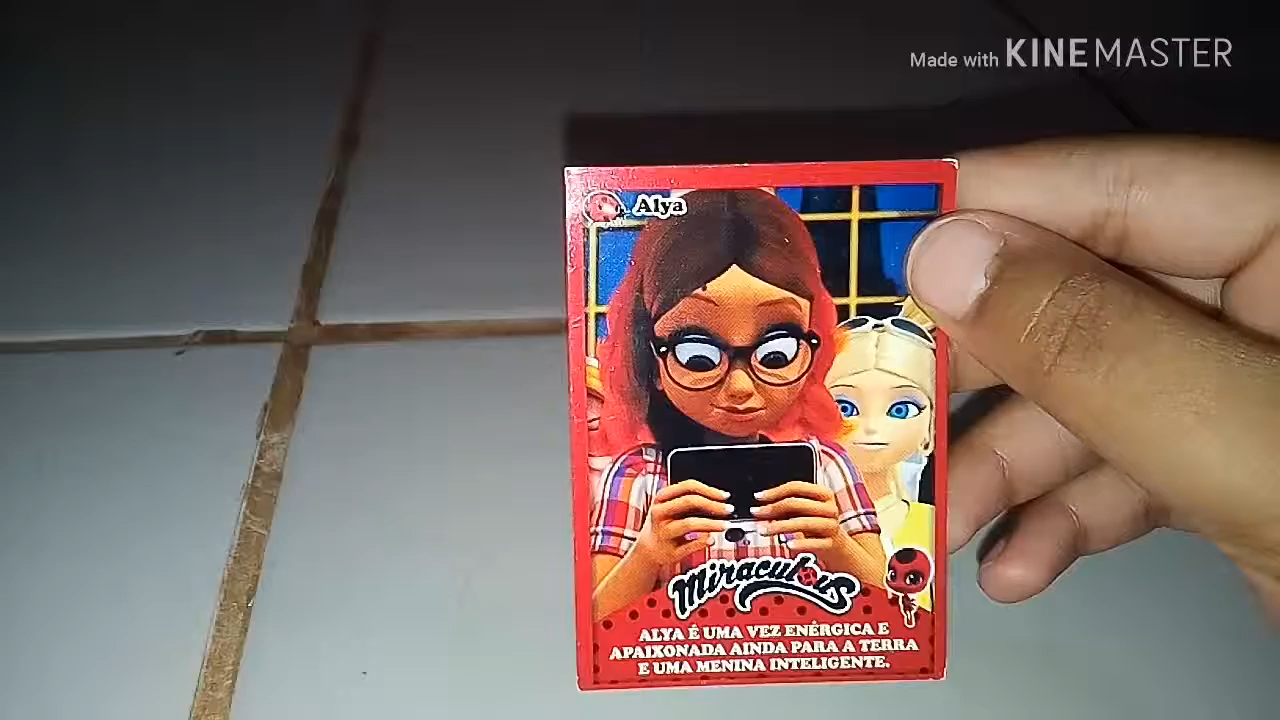 Made with KINEMASTER
Alya
Miraculous
ALYA É UMA VEZ ENÉRGICA E
APAIXONADA AINDA PARA A TERRA
E UMA MENINA INTELIGENTE.